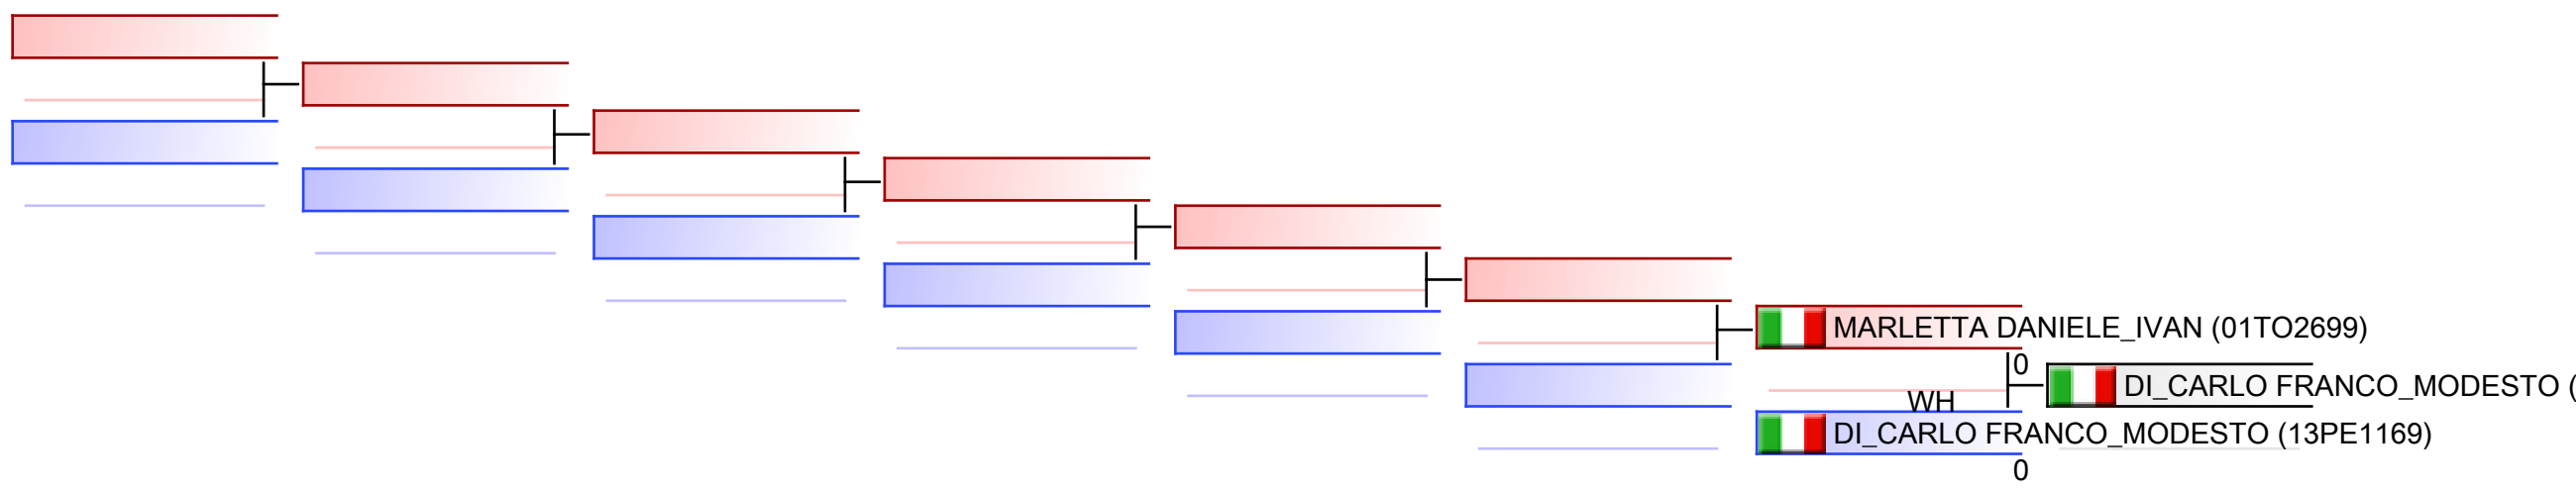 MARLETTA DANIELE_IVAN (01TO2699)
0
DI_CARLO FRANCO_MODESTO (
WH
DI_CARLO FRANCO_MODESTO (13PE1169)
0